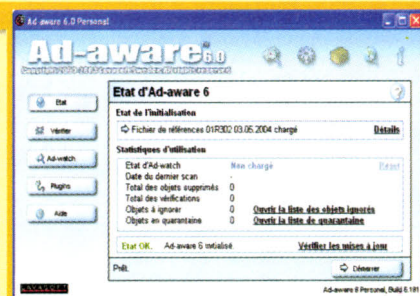 Ad-aware 6.0 Personal
Ad-aware 6.0
Etat d'Ad-aware 6
Etat
Etat de l'initialisation
Fichier de références 01R302 03.05.2004 chargé Détails
Vérifier
Statistiques d'utilisation
Etat d'Ad-watch Non chargé Reset
Date du dernier scan -
Ad-watch
Total des objets supprimés 0
Total des vérifications 0
Plugins
Objets à ignorer 0 Ouvrir la liste des objets ignorés
Objets en quarantaine 0 Ouvrir la liste de quarantaine
Aide
Etat OK. Ad-aware 6 initialisé Vérifier les mises à jour
Prêt. Démarrer
LAVASOFT
Ad-aware 6 Personal, Build 6.181